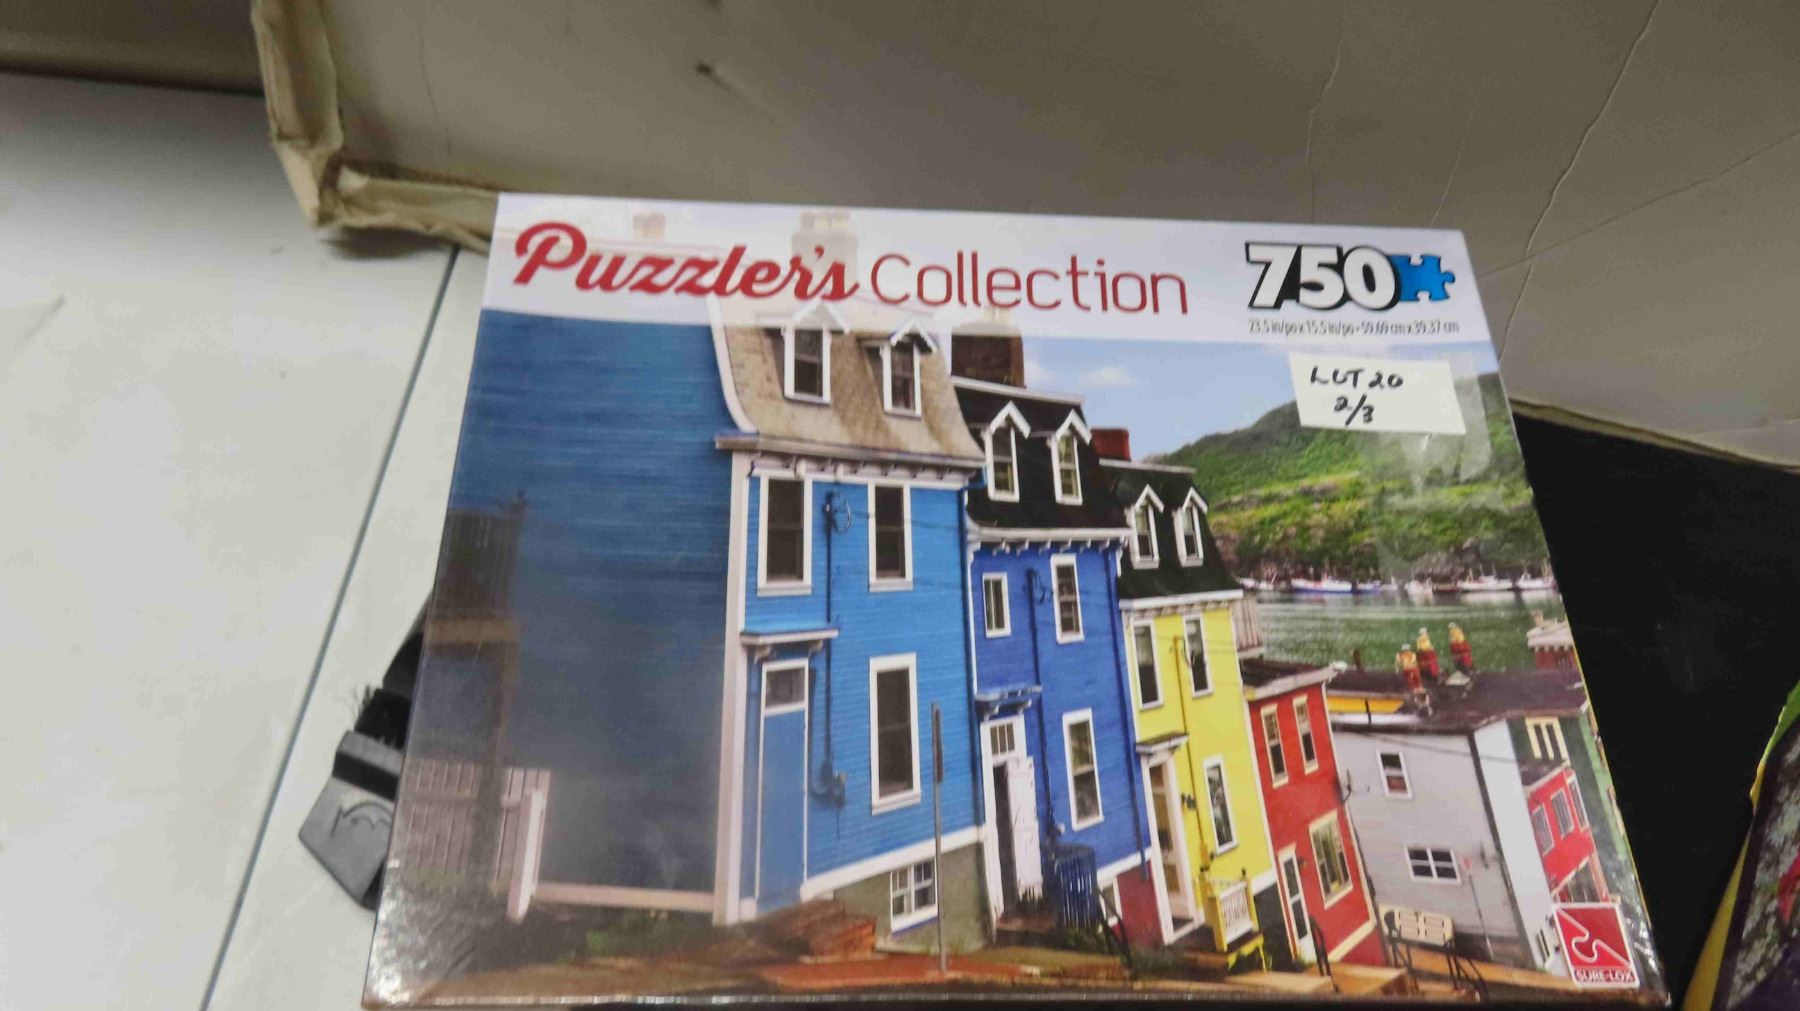 Puzzler's Collection
750
23.5 in/po x 15.5 in/po • 59.69 cm x 39.37 cm
LOT 20
2/3
SURE-LOX